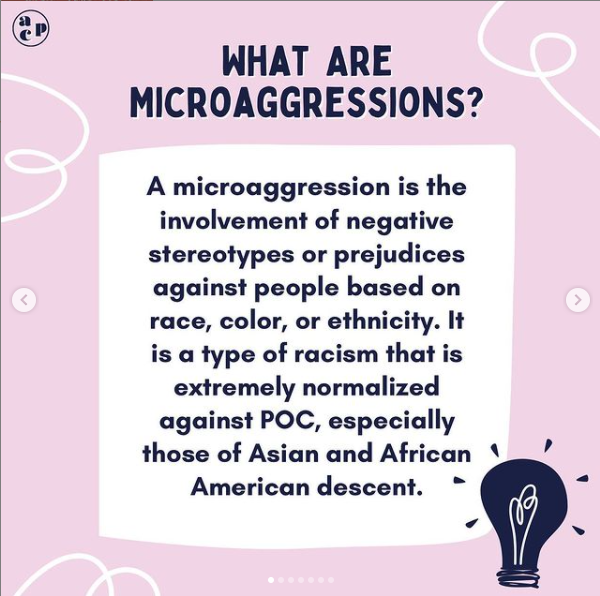 acp
WHAT ARE
MICROAGGRESSIONS?
A microaggression is the
involvement of negative
stereotypes or prejudices
against people based on
race, color, or ethnicity. It
is a type of racism that is
extremely normalized
against POC, especially
those of Asian and African
American descent.